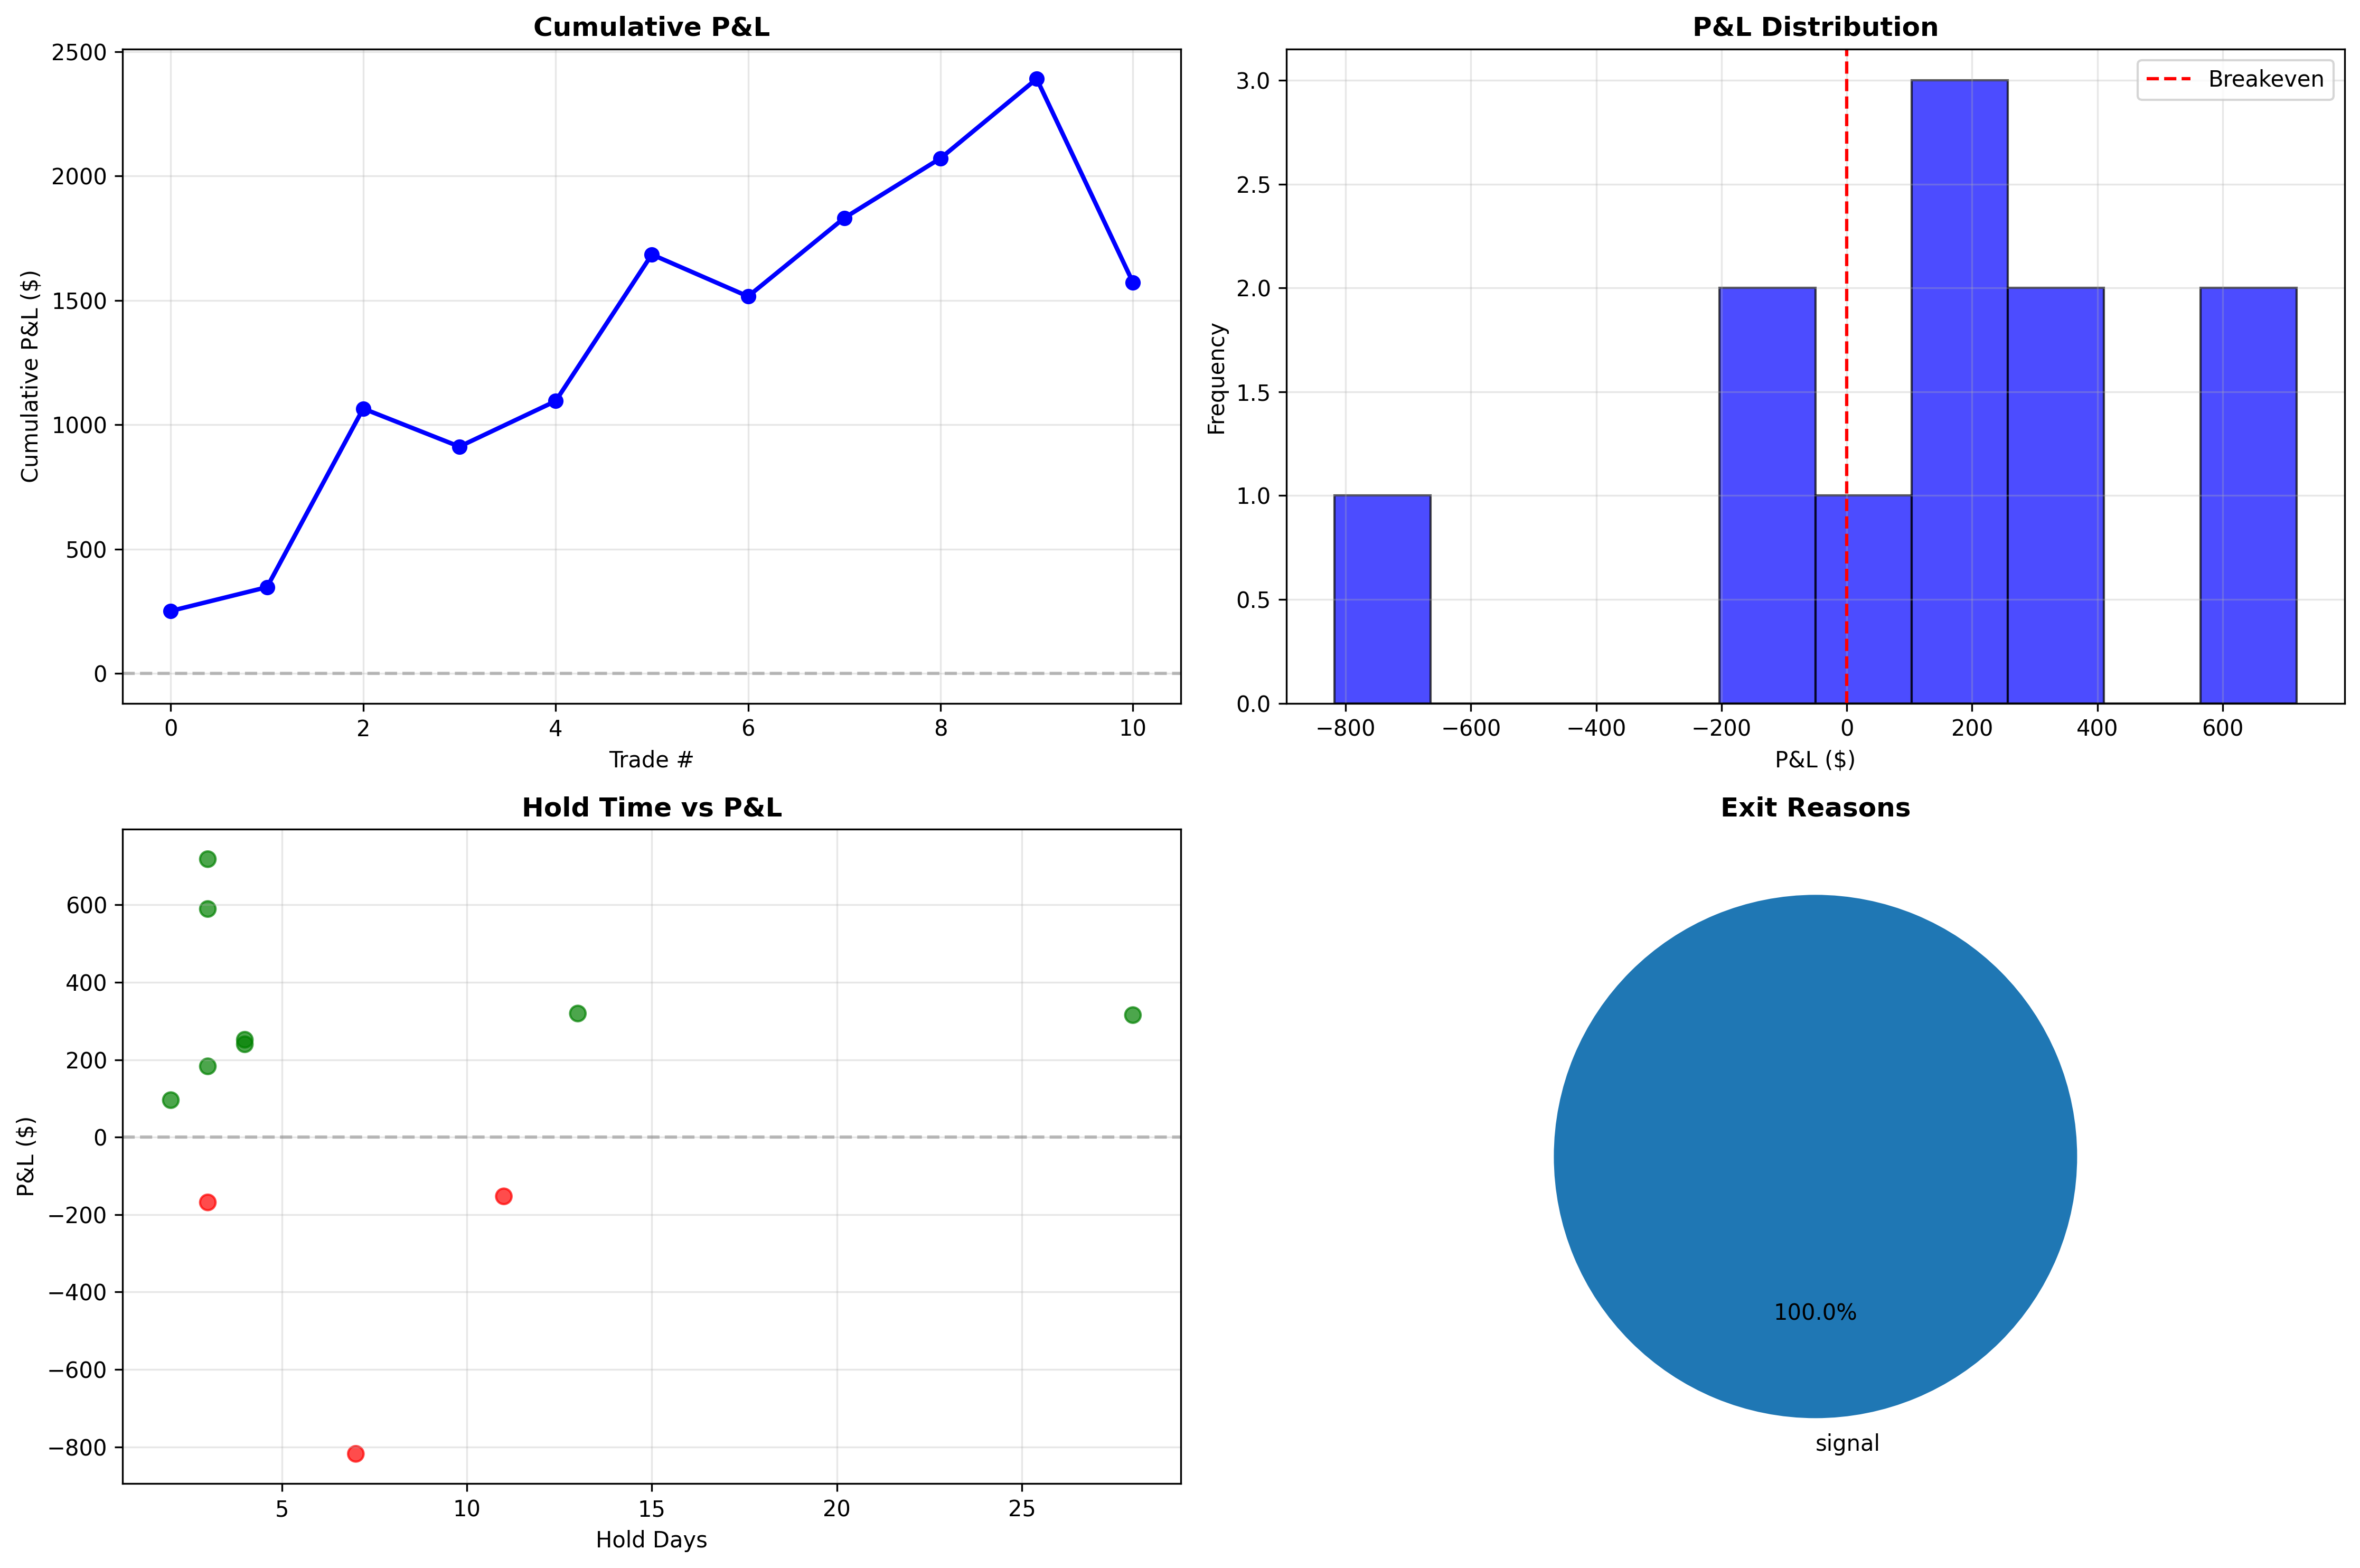 Cumulative P&L
2500
2000
1500
1000
500
0
Cumulative P&L ($)
0 2 4 6 8 10
Trade #
P&L Distribution
Breakeven
3.0
2.5
2.0
1.5
1.0
0.5
0.0
Frequency
−800 −600 −400 −200 0 200 400 600
P&L ($)
Hold Time vs P&L
600
400
200
0
−200
−400
−600
−800
P&L ($)
5 10 15 20 25
Hold Days
Exit Reasons
100.0%
signal